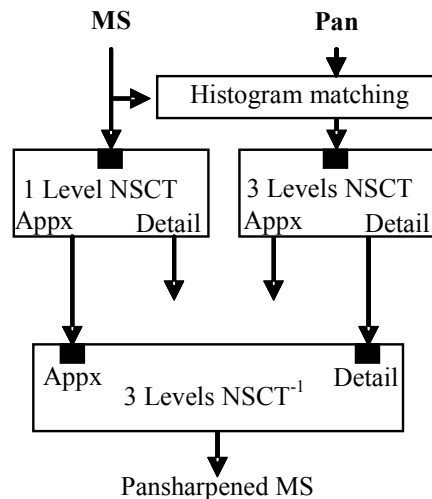 MS Pan
Histogram matching
1 Level NSCT 3 Levels NSCT
Appx Detail Appx Detail
Appx Detail
3 Levels NSCT⁻¹
Pansharpened MS